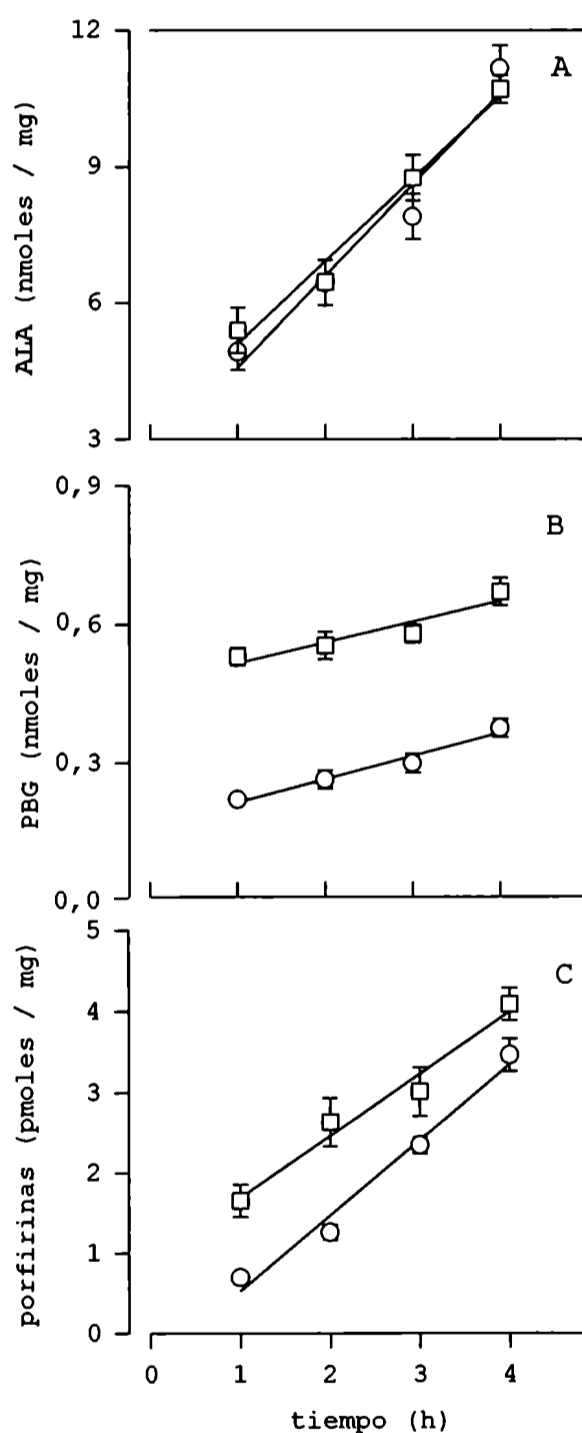 12
A
9
6
3
ALA (nmoles / mg)
0,9
B
0,6
0,3
0,0
PBG (nmoles / mg)
5
C
4
3
2
1
0
porfirinas (pmoles / mg)
0 1 2 3 4
tiempo (h)